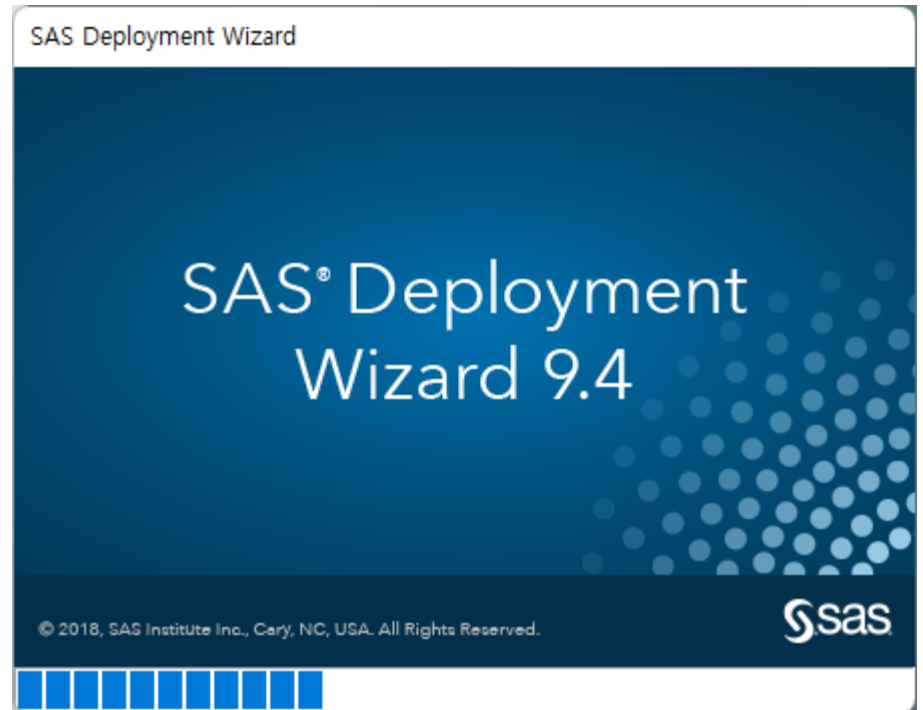 SAS Deployment Wizard
SAS® Deployment
Wizard 9.4
© 2018, SAS Institute Inc., Cary, NC, USA. All Rights Reserved.
sas